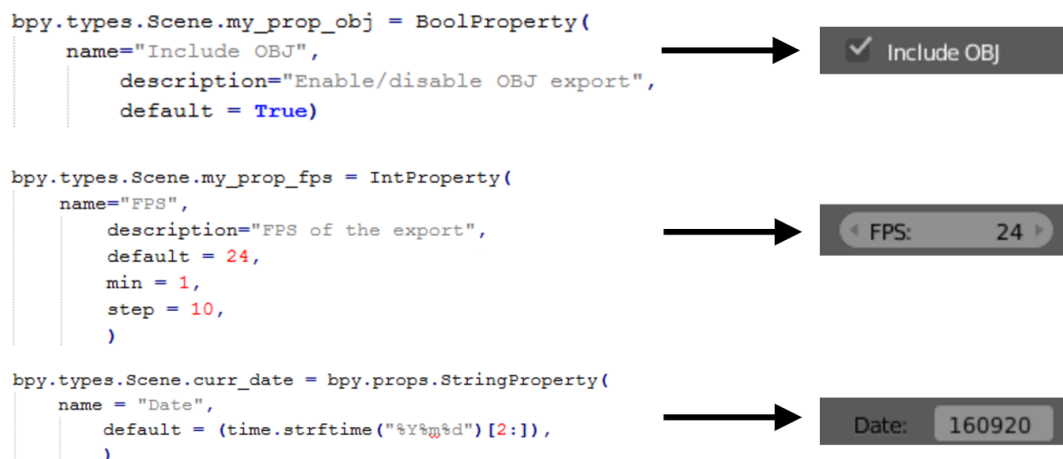 bpy.types.Scene.my_prop_obj = BoolProperty(
name="Include OBJ",
description="Enable/disable OBJ export",
default = True)
Include OBJ
bpy.types.Scene.my_prop_fps = IntProperty(
name="FPS",
description="FPS of the export",
default = 24,
min = 1,
step = 10,
)
FPS: 24
bpy.types.Scene.curr_date = bpy.props.StringProperty(
name = "Date",
default = (time.strftime("%Y%m%d")[2:]),
)
Date: 160920